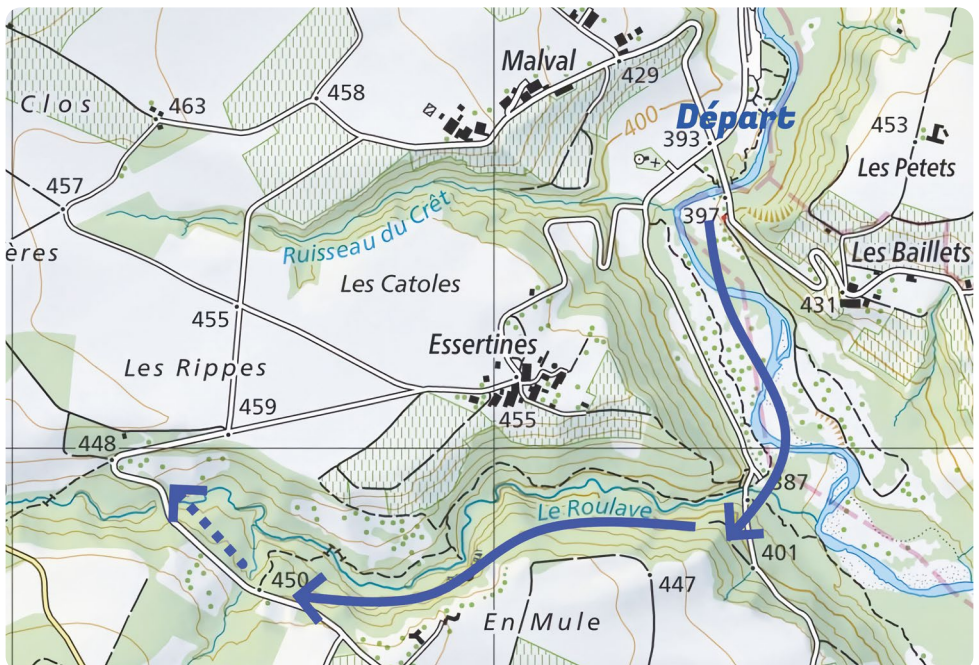 Malval
429
Clos
463
458
400
Départ
393
453
Les Petets
457
397
Ruisseau du Crêt
ères
Les Baillets
Les Catoles
431
455
Essertines
Les Rippes
459
455
448
387
Le Roulave
401
450
447
En Mule